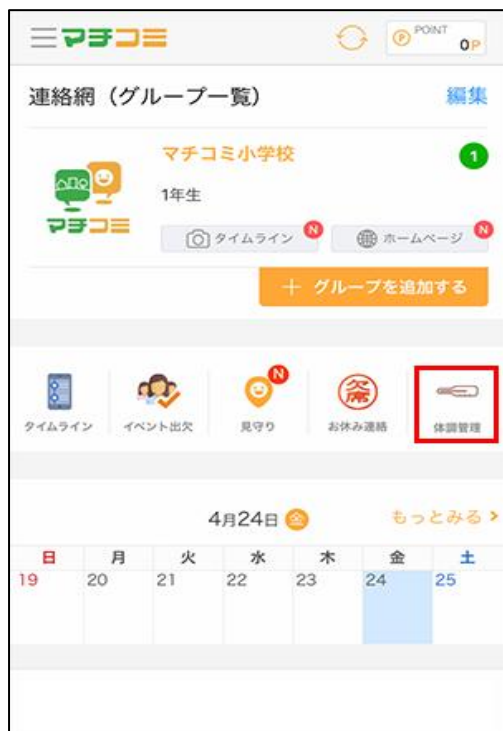 マチコミ
P POINT 0P
連絡網（グループ一覧） 編集
マチコミ小学校 1
1年生
マチコミ
タイムライン N ホームページ N
＋ グループを追加する
N
欠席
タイムライン イベント出欠 見守り お休み連絡 体調管理
4月24日 金 もっとみる >
日 月 火 水 木 金 土
19 20 21 22 23 24 25